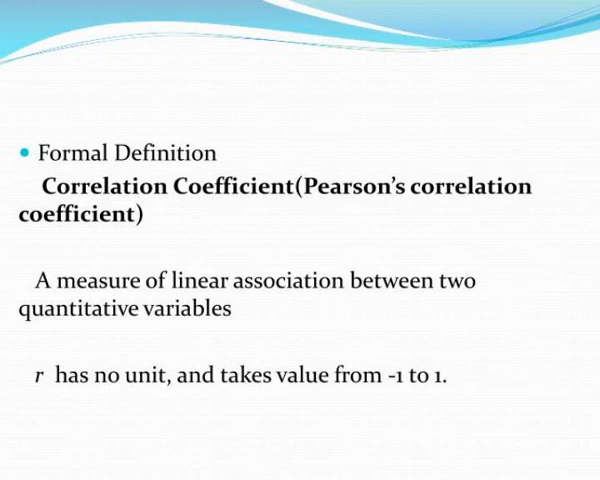 Formal Definition
Correlation Coefficient(Pearson’s correlation
coefficient)
A measure of linear association between two
quantitative variables
r has no unit, and takes value from -1 to 1.